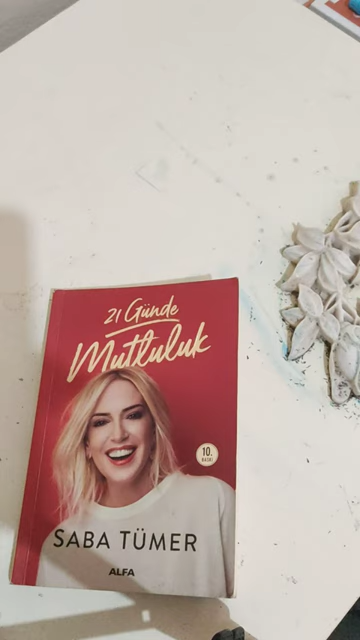 21 Günde
Mutluluk
10.
BASKI
SABA TÜMER
ALFA